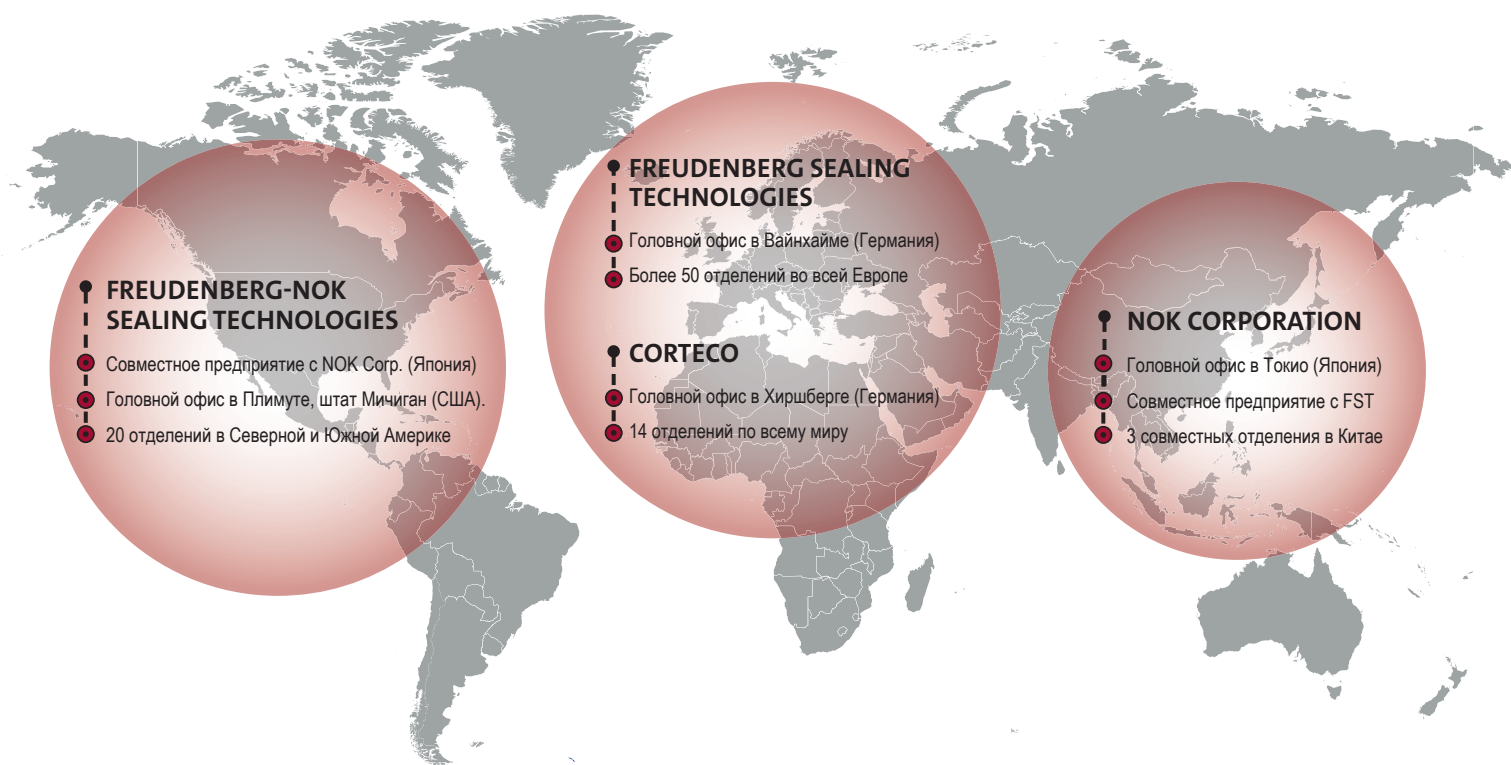 FREUDENBERG-NOK
SEALING TECHNOLOGIES
Совместное предприятие с NOK Corp. (Япония)
Головной офис в Плимуте, штат Мичиган (США).
20 отделений в Северной и Южной Америке
FREUDENBERG SEALING
TECHNOLOGIES
Головной офис в Вайнхайме (Германия)
Более 50 отделений во всей Европе
CORTECO
Головной офис в Хиршберге (Германия)
14 отделений по всему миру
NOK CORPORATION
Головной офис в Токио (Япония)
Совместное предприятие с FST
3 совместных отделения в Китае